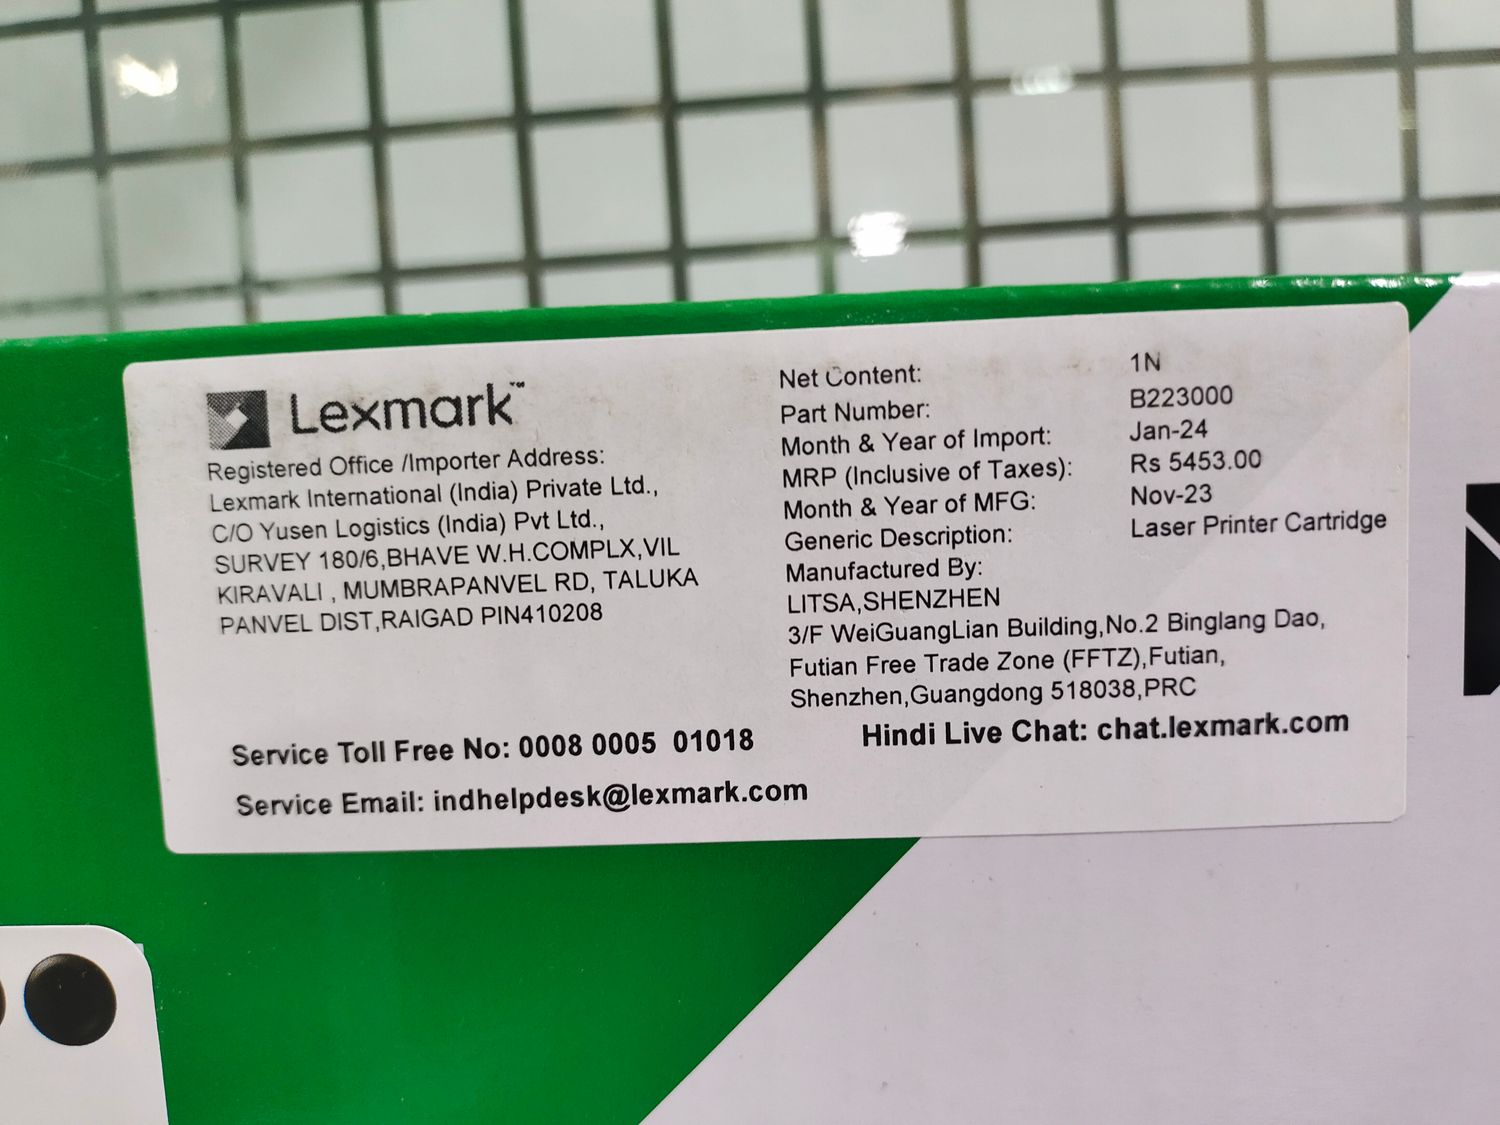 Lexmark™
Registered Office /Importer Address:
Lexmark International (India) Private Ltd.,
C/O Yusen Logistics (India) Pvt Ltd.,
SURVEY 180/6,BHAVE W.H.COMPLX,VIL
KIRAVALI , MUMBRAPANVEL RD, TALUKA
PANVEL DIST,RAIGAD PIN410208
Net Content: 1N
Part Number: B223000
Month & Year of Import: Jan-24
MRP (Inclusive of Taxes): Rs 5453.00
Month & Year of MFG: Nov-23
Generic Description: Laser Printer Cartridge
Manufactured By:
LITSA,SHENZHEN
3/F WeiGuangLian Building,No.2 Binglang Dao,
Futian Free Trade Zone (FFTZ),Futian,
Shenzhen,Guangdong 518038,PRC
Service Toll Free No: 0008 0005 01018
Hindi Live Chat: chat.lexmark.com
Service Email: indhelpdesk@lexmark.com